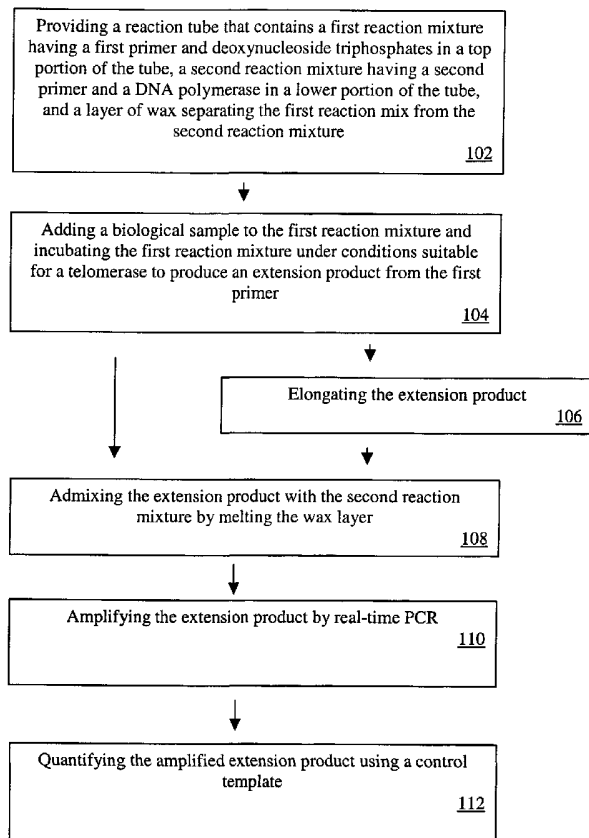 Providing a reaction tube that contains a first reaction mixture
having a first primer and deoxynucleoside triphosphates in a top
portion of the tube, a second reaction mixture having a second
primer and a DNA polymerase in a lower portion of the tube,
and a layer of wax separating the first reaction mix from the
second reaction mixture
102
Adding a biological sample to the first reaction mixture and
incubating the first reaction mixture under conditions suitable
for a telomerase to produce an extension product from the first
primer
104
Elongating the extension product
106
Admixing the extension product with the second reaction
mixture by melting the wax layer
108
Amplifying the extension product by real-time PCR
110
Quantifying the amplified extension product using a control
template
112